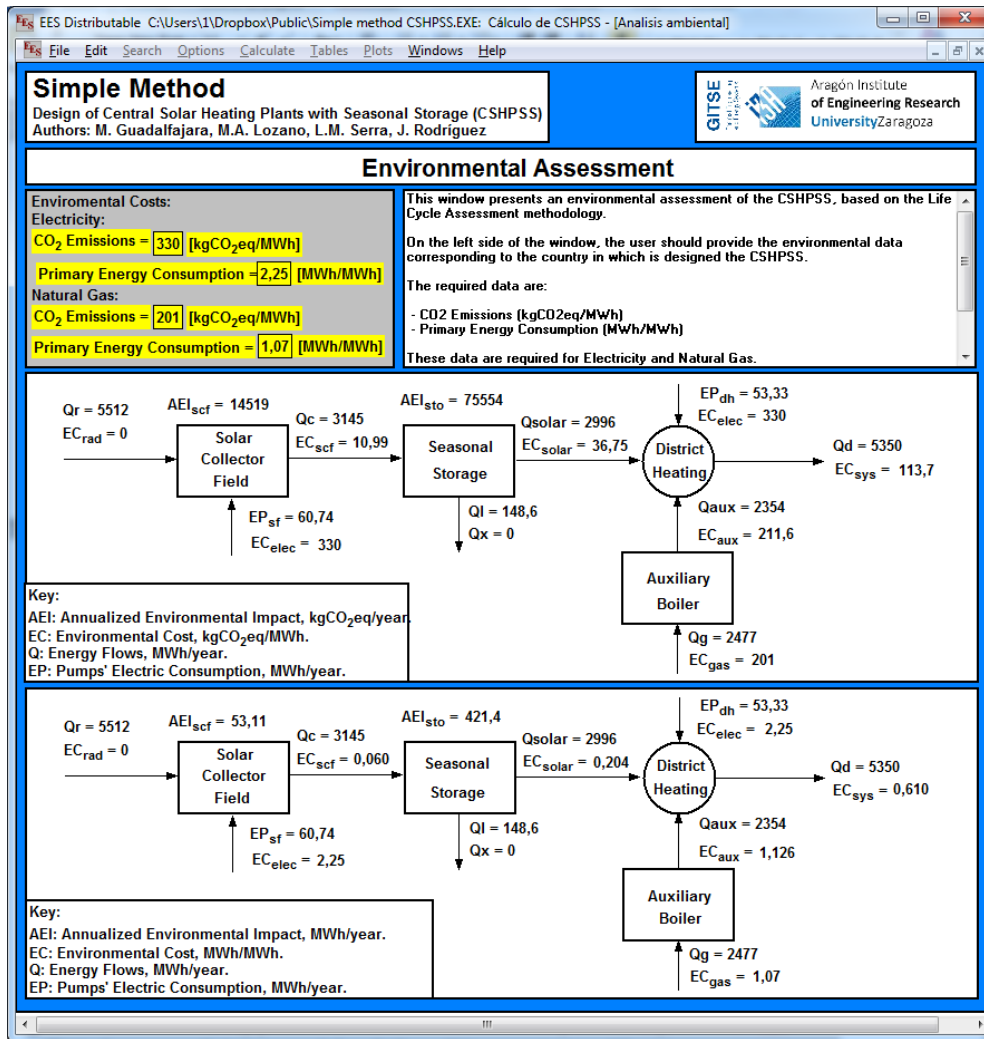 EES Distributable C:\Users\1\Dropbox\Public\Simple method CSHPSS.EXE: Cálculo de CSHPSS - [Analisis ambiental]
File Edit Search Options Calculate Tables Plots Windows Help
Simple Method
Design of Central Solar Heating Plants with Seasonal Storage (CSHPSS)
Authors: M. Guadalfajara, M.A. Lozano, L.M. Serra, J. Rodríguez
GITSE
Aragón Institute
of Engineering Research
UniversityZaragoza
Environmental Assessment
Enviromental Costs:
Electricity:
CO2 Emissions = 330 [kgCO2eq/MWh]
Primary Energy Consumption = 2,25 [MWh/MWh]
Natural Gas:
CO2 Emissions = 201 [kgCO2eq/MWh]
Primary Energy Consumption = 1,07 [MWh/MWh]
This window presents an environmental assessment of the CSHPSS, based on the Life
Cycle Assessment methodology.
On the left side of the window, the user should provide the environmental data
corresponding to the country in which is designed the CSHPSS.
The required data are:
- CO2 Emissions (kgCO2eq/MWh)
- Primary Energy Consumption (MWh/MWh)
These data are required for Electricity and Natural Gas.
Qr = 5512
ECrad = 0
AEIscf = 14519
Solar
Collector
Field
EPsf = 60,74
ECelec = 330
Qc = 3145
ECscf = 10,99
AEIsto = 75554
Seasonal
Storage
Ql = 148,6
Qx = 0
Qsolar = 2996
ECsolar = 36,75
EPdh = 53,33
ECelec = 330
District
Heating
Qd = 5350
ECsys = 113,7
Qaux = 2354
ECaux = 211,6
Auxiliary
Boiler
Qg = 2477
ECgas = 201
Key:
AEI: Annualized Environmental Impact, kgCO2eq/year.
EC: Environmental Cost, kgCO2eq/MWh.
Q: Energy Flows, MWh/year.
EP: Pumps' Electric Consumption, MWh/year.
Qr = 5512
ECrad = 0
AEIscf = 53,11
Solar
Collector
Field
EPsf = 60,74
ECelec = 2,25
Qc = 3145
ECscf = 0,060
AEIsto = 421,4
Seasonal
Storage
Ql = 148,6
Qx = 0
Qsolar = 2996
ECsolar = 0,204
EPdh = 53,33
ECelec = 2,25
District
Heating
Qd = 5350
ECsys = 0,610
Qaux = 2354
ECaux = 1,126
Auxiliary
Boiler
Qg = 2477
ECgas = 1,07
Key:
AEI: Annualized Environmental Impact, MWh/year.
EC: Environmental Cost, MWh/MWh.
Q: Energy Flows, MWh/year.
EP: Pumps' Electric Consumption, MWh/year.